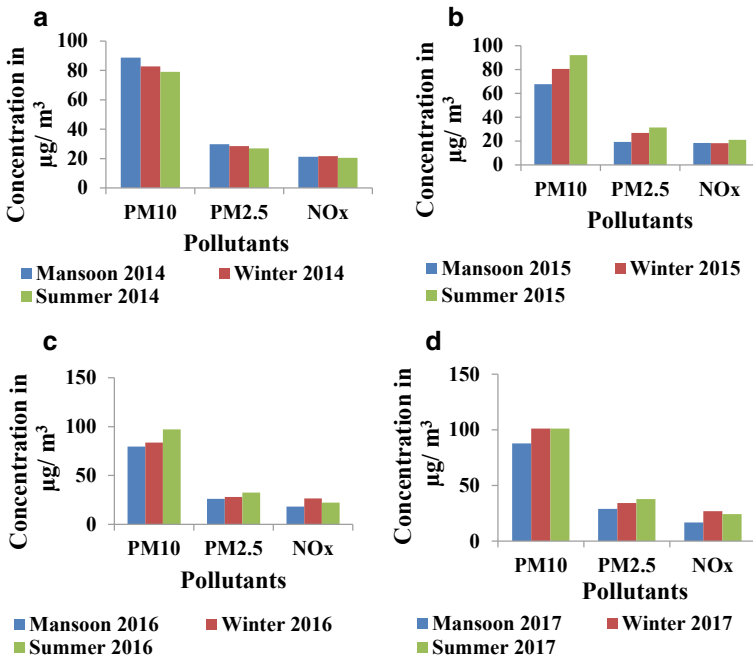 a
Concentration in
µg/ m³
100
80
60
40
20
0
PM10 PM2.5 NOx
Pollutants
Mansoon 2014 Winter 2014
Summer 2014
b
Concentration in
µg/ m³
100
80
60
40
20
0
PM10 PM2.5 NOx
Pollutants
Mansoon 2015 Winter 2015
Summer 2015
c
Concentration in
µg/ m³
150
100
50
0
PM10 PM2.5 NOx
Pollutants
Mansoon 2016 Winter 2016
Summer 2016
d
Concentration in
µg/ m³
150
100
50
0
PM10 PM2.5 NOx
Pollutants
Mansoon 2017 Winter 2017
Summer 2017